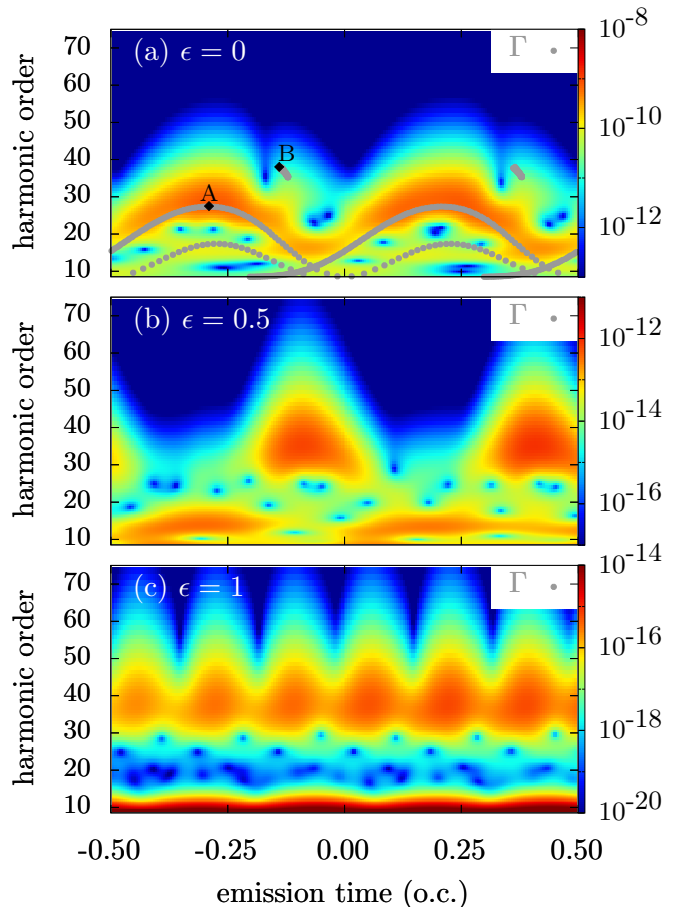 (a) ϵ = 0
Γ
A
B
harmonic order
70
60
50
40
30
20
10
10⁻⁸
10⁻¹⁰
10⁻¹²
(b) ϵ = 0.5
Γ
harmonic order
70
60
50
40
30
20
10
10⁻¹²
10⁻¹⁴
10⁻¹⁶
(c) ϵ = 1
Γ
harmonic order
70
60
50
40
30
20
10
10⁻¹⁴
10⁻¹⁶
10⁻¹⁸
10⁻²⁰
-0.50 -0.25 0.00 0.25 0.50
emission time (o.c.)